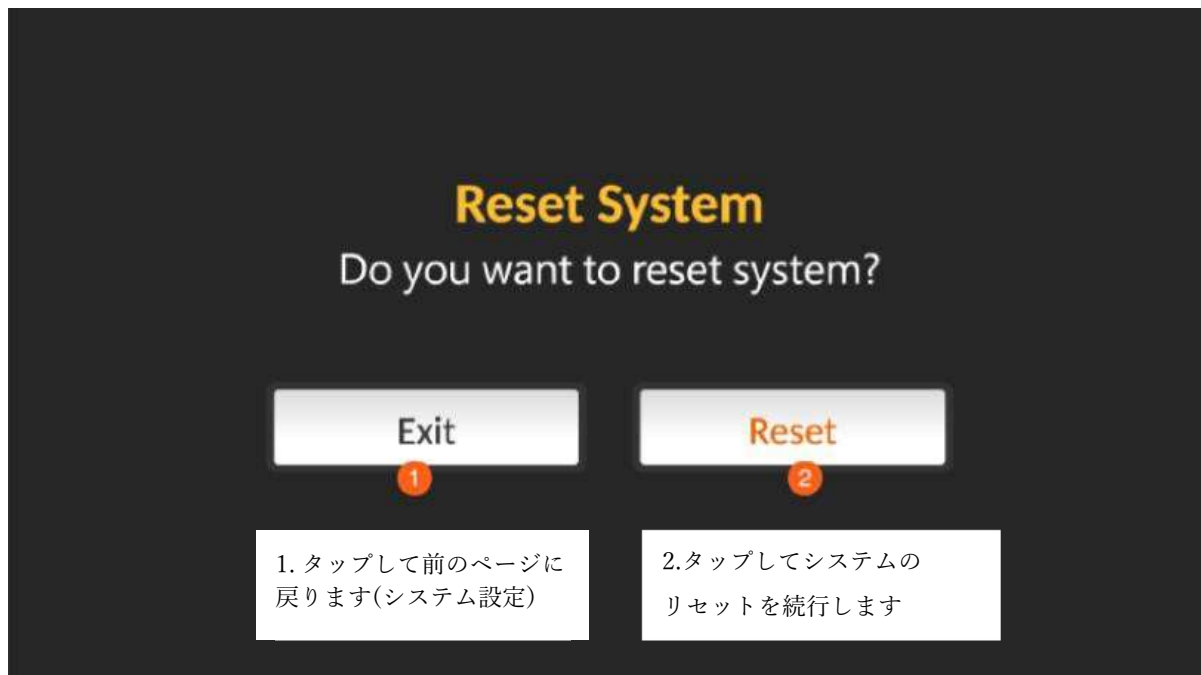 Reset System
Do you want to reset system?
Exit
Reset
1
2
1. タップして前のページに
戻ります(システム設定)
2.タップしてシステムの
リセットを続行します